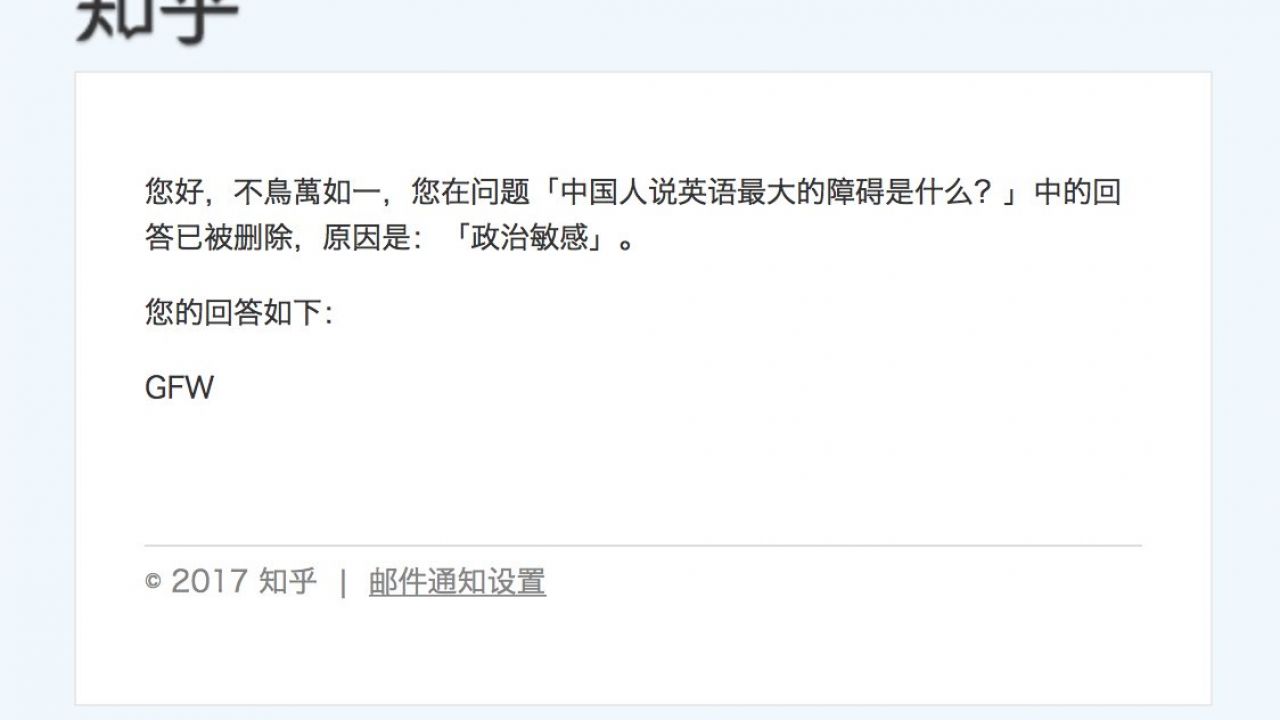 知乎
您好，不鳥萬如一，您在问题「中国人说英语最大的障碍是什么？」中的回
答已被删除，原因是：「政治敏感」。
您的回答如下：
GFW
© 2017 知乎 | 邮件通知设置